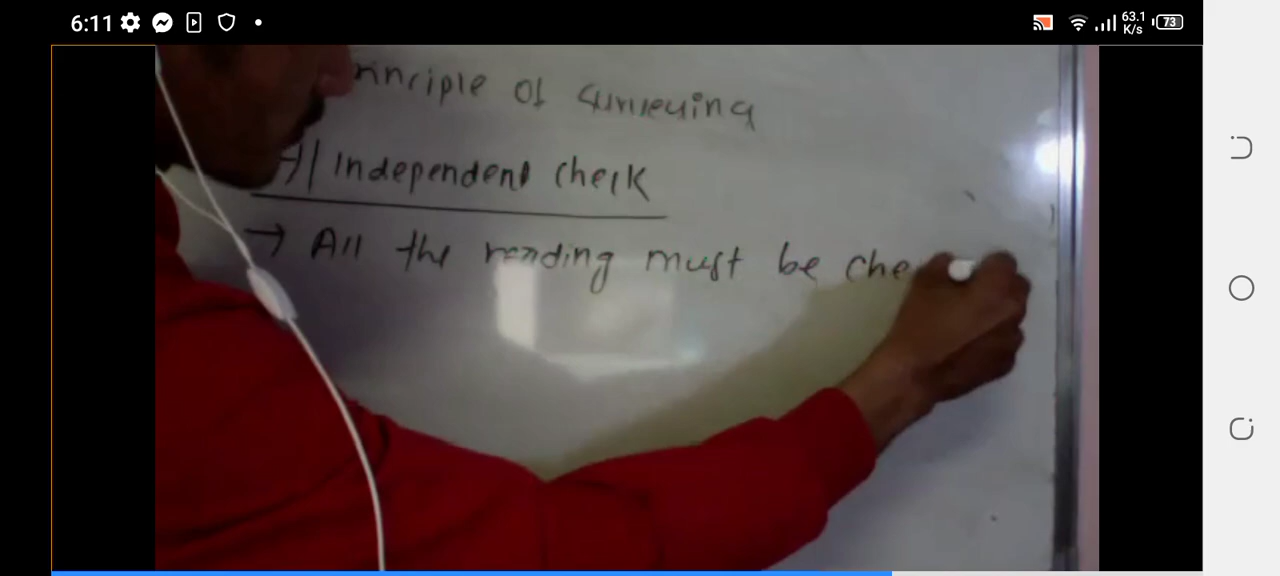 6:11
63.1
K/s
73
rinciple of surveying
Independent check
→ All the reading must be che